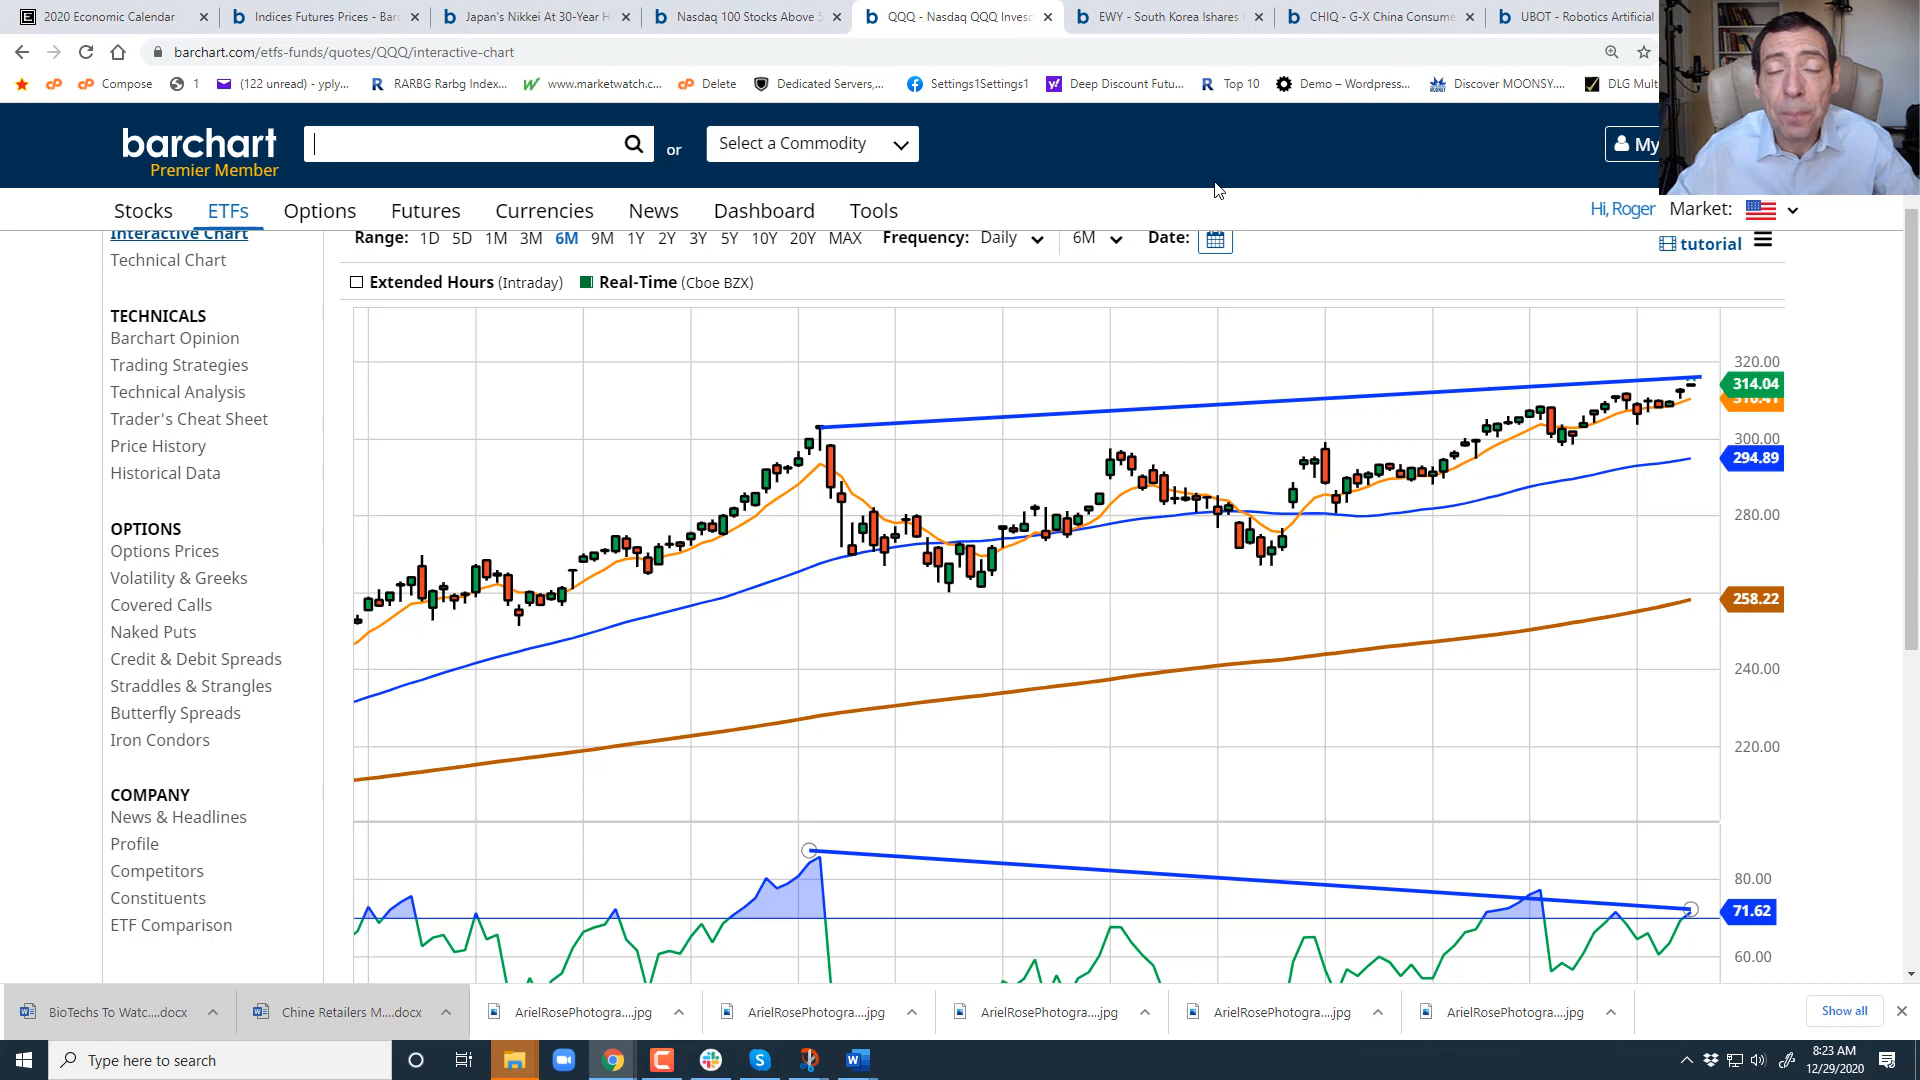 2020 Economic Calendar
Indices Futures Prices - Barc
Japan's Nikkei At 30-Year H
Nasdaq 100 Stocks Above 5
QQQ - Nasdaq QQQ Invesc
EWY - South Korea Ishares
CHIQ - G-X China Consume
UBOT - Robotics Artificial
barchart.com/etfs-funds/quotes/QQQ/interactive-chart
Compose
1
(122 unread) - yply...
RARBG Rarbg Index...
www.marketwatch.c...
Delete
Dedicated Servers,...
Settings1Settings1
Deep Discount Futu...
Top 10
Demo – Wordpress...
Discover MOONSY....
DLG Mult
barchart
Premier Member
or
Select a Commodity
My
Stocks
ETFs
Options
Futures
Currencies
News
Dashboard
Tools
Hi, Roger
Market:
Interactive Chart
Technical Chart
TECHNICALS
Barchart Opinion
Trading Strategies
Technical Analysis
Trader's Cheat Sheet
Price History
Historical Data
OPTIONS
Options Prices
Volatility & Greeks
Covered Calls
Naked Puts
Credit & Debit Spreads
Straddles & Strangles
Butterfly Spreads
Iron Condors
COMPANY
News & Headlines
Profile
Competitors
Constituents
ETF Comparison
Range: 1D 5D 1M 3M 6M 9M 1Y 2Y 3Y 5Y 10Y 20Y MAX Frequency: Daily 6M Date:
tutorial
Extended Hours (Intraday) Real-Time (Cboe BZX)
320.00
314.04
300.00
294.89
280.00
258.22
240.00
220.00
80.00
71.62
60.00
BioTechs To Watc....docx
Chine Retailers M....docx
ArielRosePhotogra....jpg
ArielRosePhotogra....jpg
ArielRosePhotogra....jpg
ArielRosePhotogra....jpg
ArielRosePhotogra....jpg
Show all
Type here to search
8:23 AM
12/29/2020